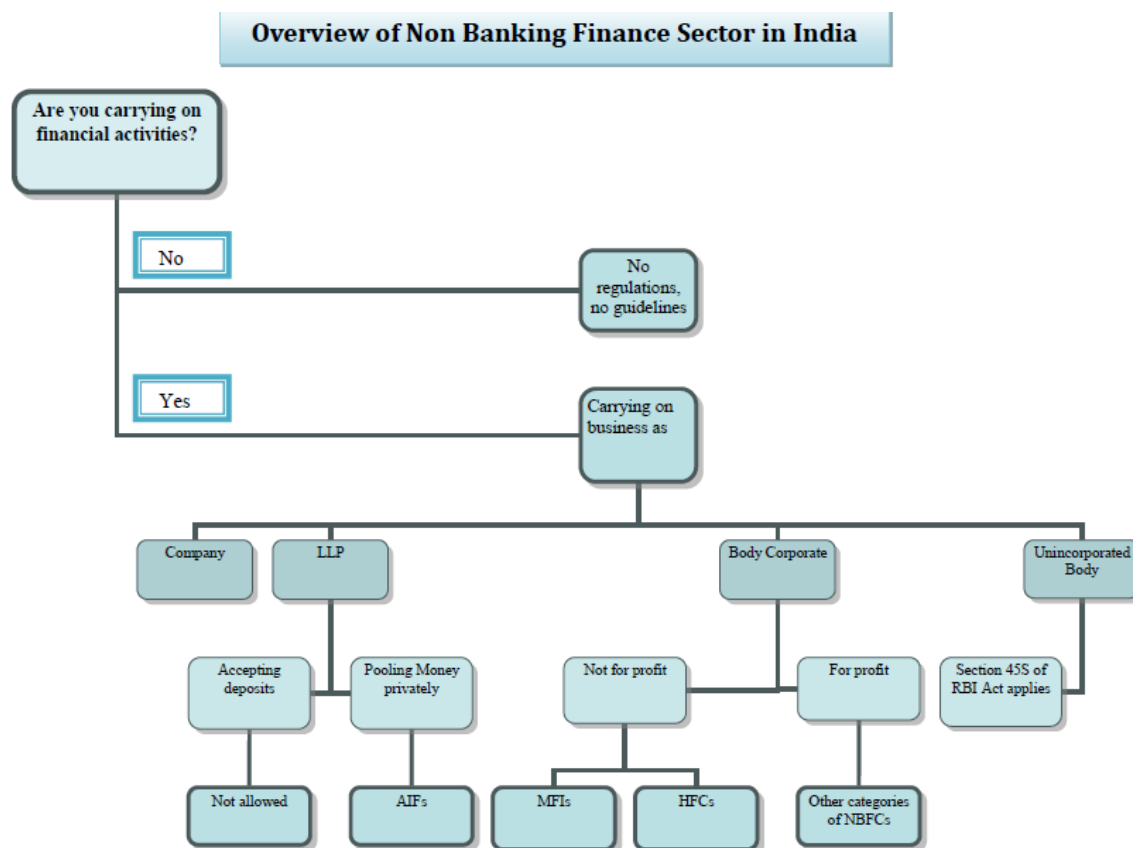 Overview of Non Banking Finance Sector in India
Are you carrying on
financial activities?
No
No
regulations,
no guidelines
Yes
Carrying on
business as
Company
LLP
Body Corporate
Unincorporated
Body
Accepting
deposits
Pooling Money
privately
Not for profit
For profit
Section 45S of
RBI Act applies
Not allowed
AIFs
MFIs
HFCs
Other categories
of NBFCs